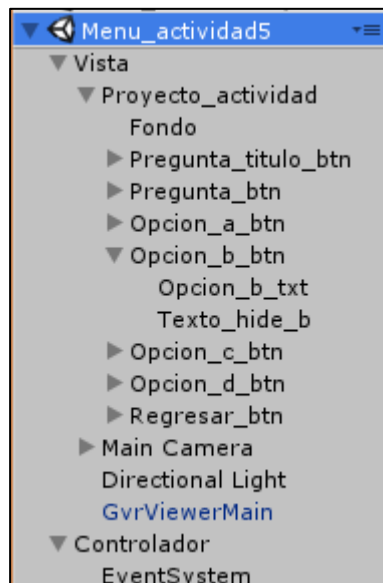 Menu_actividad5
Vista
Proyecto_actividad
Fondo
Pregunta_titulo_btn
Pregunta_btn
Opcion_a_btn
Opcion_b_btn
Opcion_b_txt
Texto_hide_b
Opcion_c_btn
Opcion_d_btn
Regresar_btn
Main Camera
Directional Light
GvrViewerMain
Controlador
EventSystem